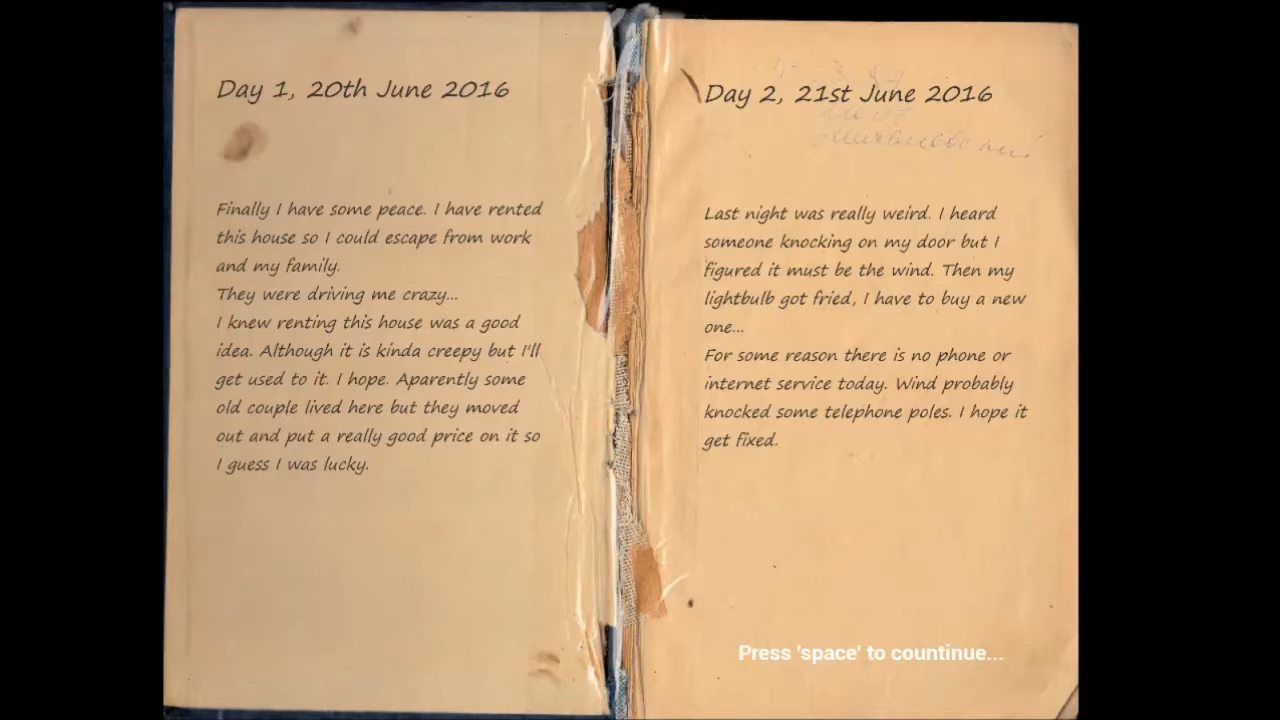 Day 1, 20th June 2016
Finally I have some peace. I have rented
this house so I could escape from work
and my family.
They were driving me crazy...
I knew renting this house was a good
idea. Although it is kinda creepy but I'll
get used to it. I hope. Aparently some
old couple lived here but they moved
out and put a really good price on it so
I guess I was lucky.
Day 2, 21st June 2016
Last night was really weird. I heard
someone knocking on my door but I
figured it must be the wind. Then my
lightbulb got fried, I have to buy a new
one...
For some reason there is no phone or
internet service today. Wind probably
knocked some telephone poles. I hope it
get fixed.
Press 'space' to countinue...